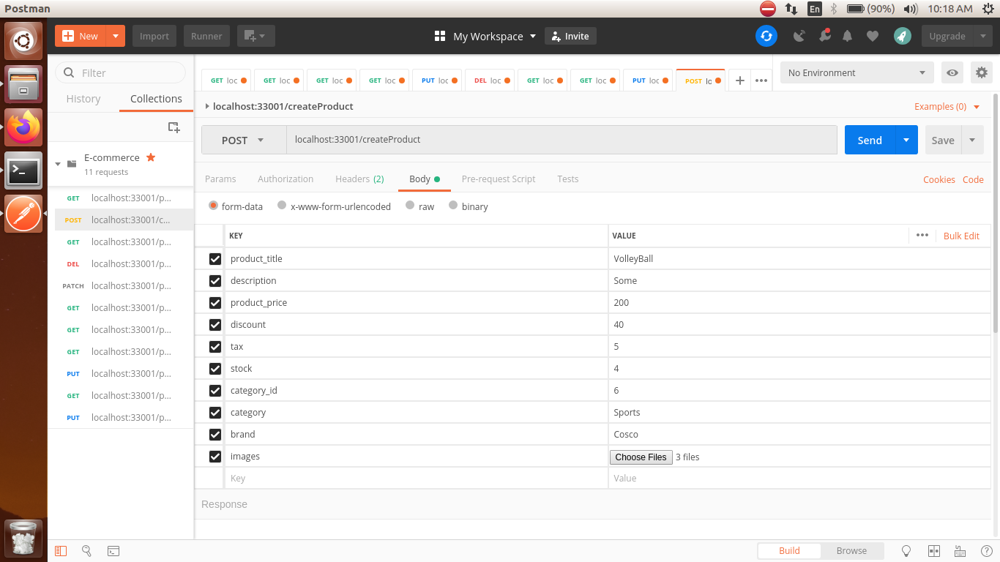 Postman
En (90%) 10:18 AM
New Import Runner My Workspace Invite Upgrade
Filter
History Collections
E-commerce
11 requests
GET localhost:33001/p...
POST localhost:33001/c...
GET localhost:33001/p...
DEL localhost:33001/p...
PATCH localhost:33001/p...
GET localhost:33001/p...
GET localhost:33001/p...
GET localhost:33001/p...
PUT localhost:33001/p...
GET localhost:33001/p...
PUT localhost:33001/p...
GET loc GET loc GET loc GET loc PUT loc DEL loc GET loc GET loc PUT loc POST lc + •••
No Environment
localhost:33001/createProduct Examples (0)
POST localhost:33001/createProduct Send Save
Params Authorization Headers (2) Body Pre-request Script Tests Cookies Code
form-data x-www-form-urlencoded raw binary
KEY VALUE ••• Bulk Edit
product_title VolleyBall
description Some
product_price 200
discount 40
tax 5
stock 4
category_id 6
category Sports
brand Cosco
images Choose Files 3 files
Key Value
Response
Build Browse ?